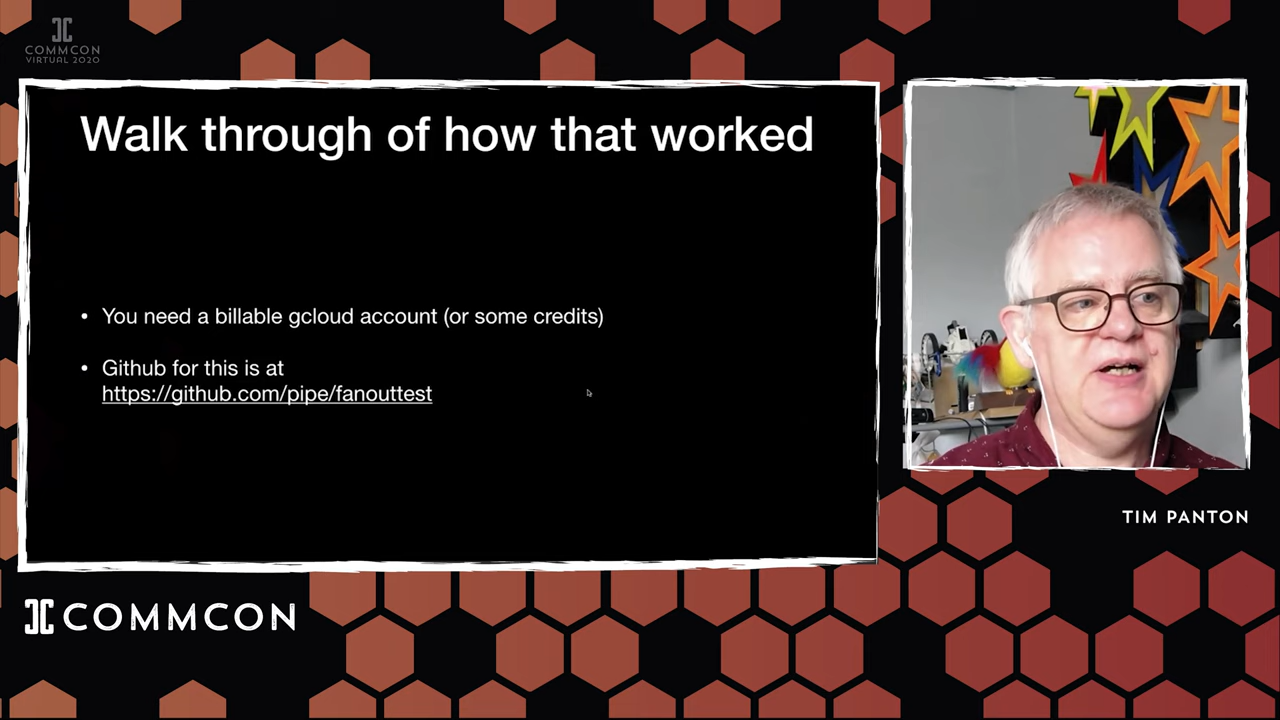 COMMCON
VIRTUAL 2020
Walk through of how that worked
• You need a billable gcloud account (or some credits)
• Github for this is at
https://github.com/pipe/fanouttest
TIM PANTON
COMMCON